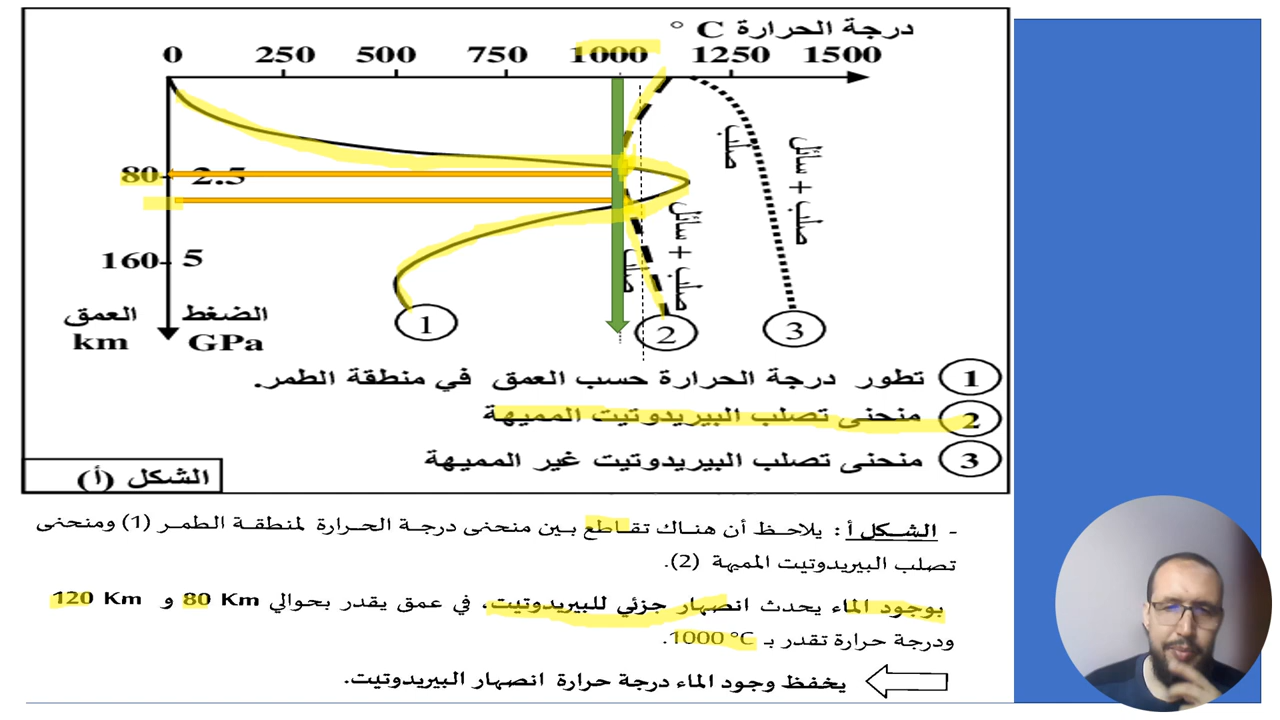 درجة الحرارة C °
0 250 500 750 1000 1250 1500
صلب
صلب + سائل
80 2.5
صلب + سائل
صلب
160 5
العمق الضغط
km GPa
1 2 3
1 تطور درجة الحرارة حسب العمق في منطقة الطمر.
2 منحنى تصلب البيريدوتيت المميهة
3 منحنى تصلب البيريدوتيت غير المميهة
الشكل (أ)
- الشكل أ: يلاحظ أن هناك تقاطع بين منحنى درجة الحرارة لمنطقة الطمر (1) ومنحنى
تصلب البيريدوتيت المميهة (2).
بوجود الماء يحدث انصهار جزئي للبيريدوتيت، في عمق يقدر بحوالي 80 Km و 120 Km
ودرجة حرارة تقدر بـ 1000 °C.
يخفظ وجود الماء درجة حرارة انصهار البيريدوتيت.